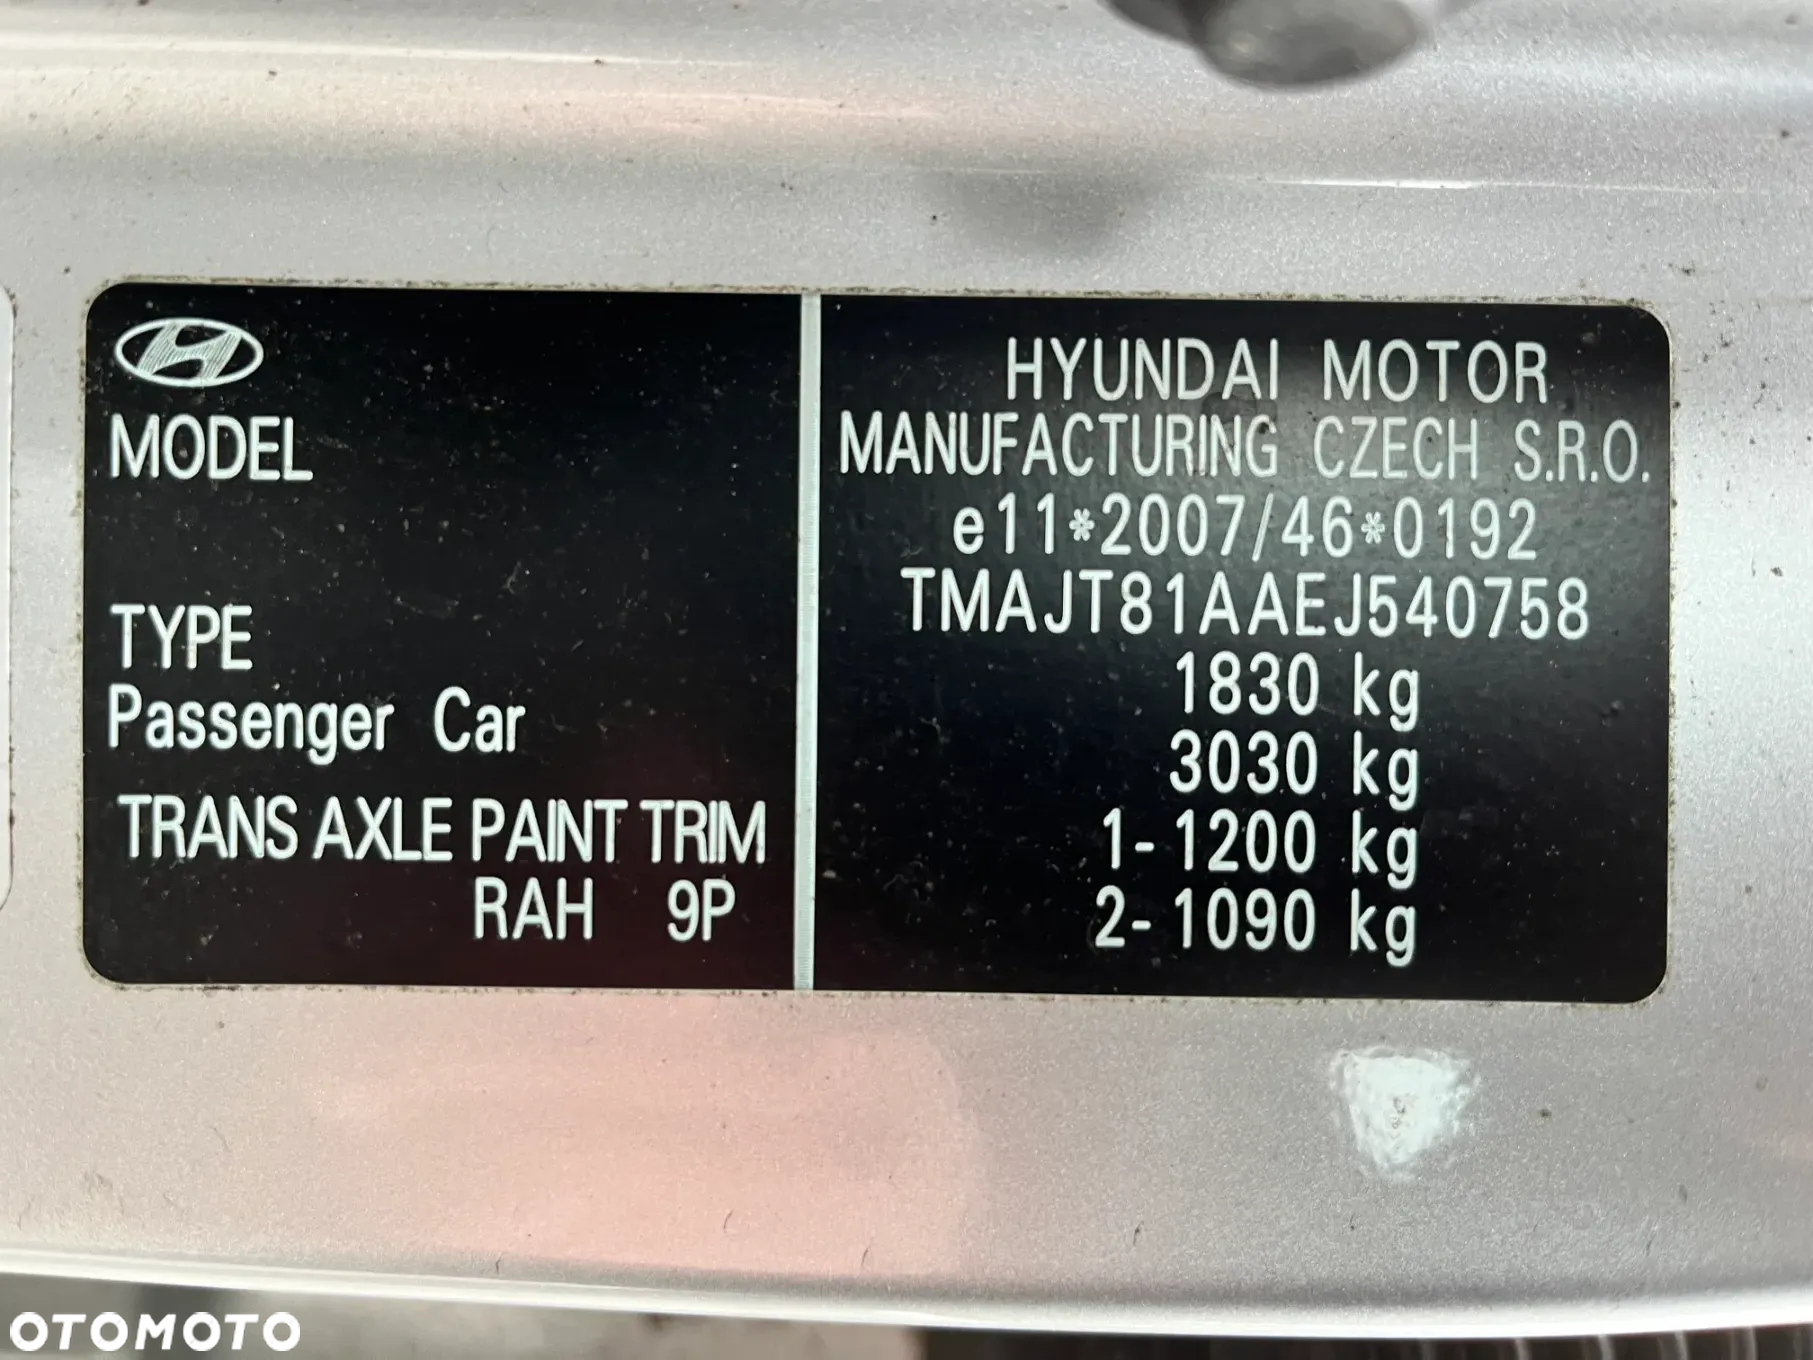 MODEL
TYPE
Passenger Car
TRANS AXLE PAINT TRIM
RAH 9P
HYUNDAI MOTOR
MANUFACTURING CZECH S.R.O.
e11*2007/46*0192
TMAJT81AAEJ540758
1830 kg
3030 kg
1-1200 kg
2-1090 kg
OTOMOTO